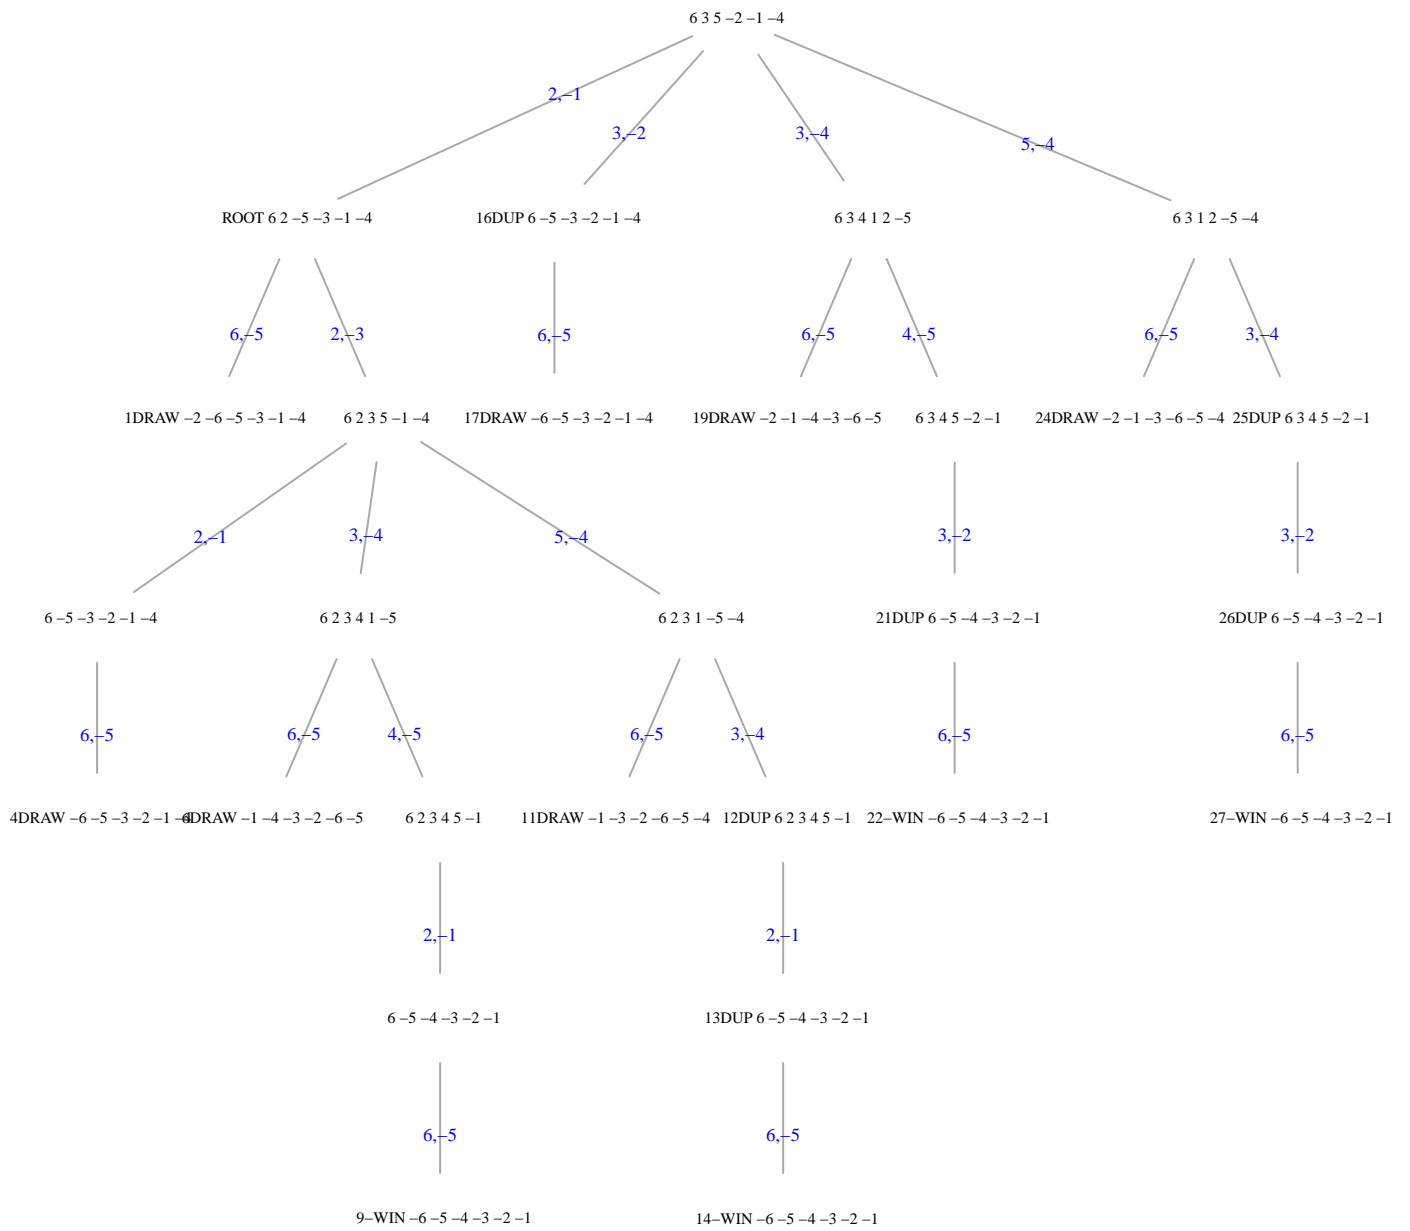 6 3 5 –2 –1 –4
2,–1
3,–2
3,–4
5,–4
ROOT 6 2 –5 –3 –1 –4
16DUP 6 –5 –3 –2 –1 –4
6 3 4 1 2 –5
6 3 1 2 –5 –4
6,–5
2,–3
6,–5
6,–5
4,–5
6,–5
3,–4
1DRAW –2 –6 –5 –3 –1 –4
6 2 3 5 –1 –4
17DRAW –6 –5 –3 –2 –1 –4
19DRAW –2 –1 –4 –3 –6 –5
6 3 4 5 –2 –1
24DRAW –2 –1 –3 –6 –5 –4
25DUP 6 3 4 5 –2 –1
2,–1
3,–4
5,–4
3,–2
3,–2
6 –5 –3 –2 –1 –4
6 2 3 4 1 –5
6 2 3 1 –5 –4
21DUP 6 –5 –4 –3 –2 –1
26DUP 6 –5 –4 –3 –2 –1
6,–5
6,–5
4,–5
6,–5
3,–4
6,–5
6,–5
4DRAW –6 –5 –3 –2 –1 –4
6DRAW –1 –4 –3 –2 –6 –5
6 2 3 4 5 –1
11DRAW –1 –3 –2 –6 –5 –4
12DUP 6 2 3 4 5 –1
22–WIN –6 –5 –4 –3 –2 –1
27–WIN –6 –5 –4 –3 –2 –1
2,–1
2,–1
6 –5 –4 –3 –2 –1
13DUP 6 –5 –4 –3 –2 –1
6,–5
6,–5
9–WIN –6 –5 –4 –3 –2 –1
14–WIN –6 –5 –4 –3 –2 –1